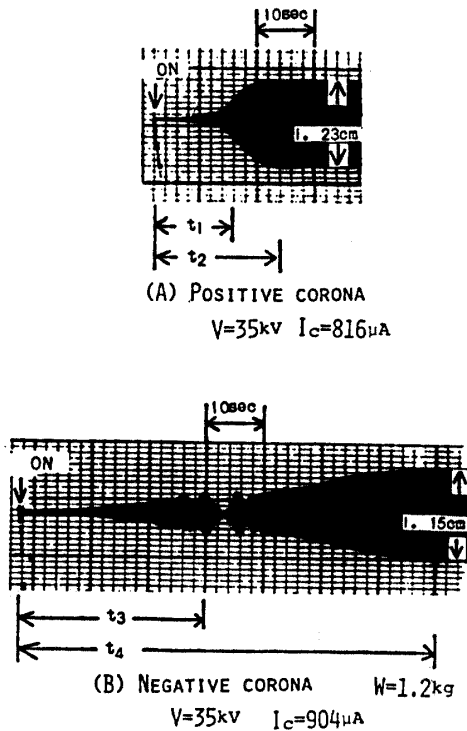 10sec
ON
1. 23cm
t1
t2
(A) POSITIVE CORONA
V=35kV Ic=816μA
10sec
ON
1. 15cm
t3
t4
(B) NEGATIVE CORONA W=1.2kg
V=35kV Ic=904μA